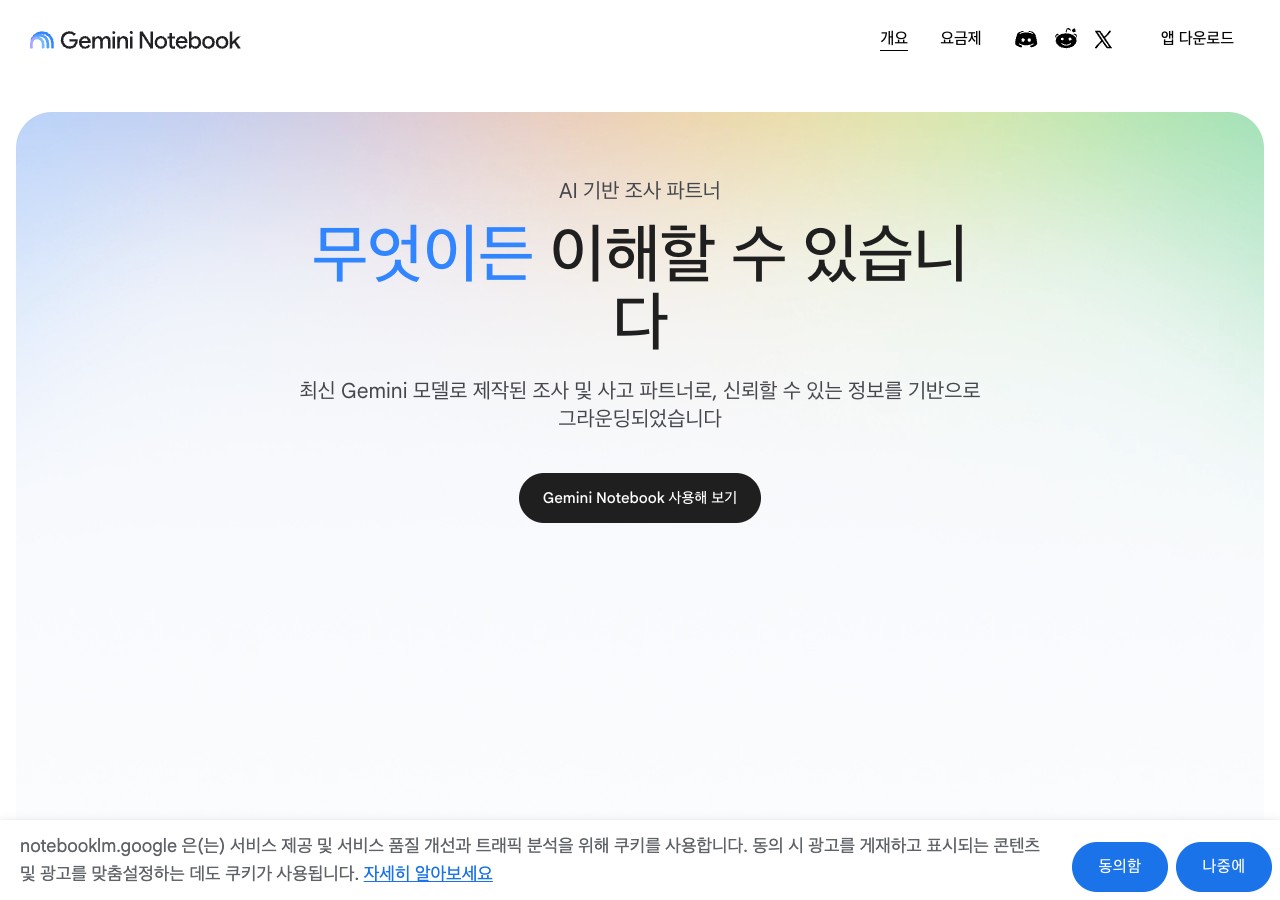 Gemini Notebook
개요 요금제 앱 다운로드
AI 기반 조사 파트너
무엇이든 이해할 수 있습니
다
최신 Gemini 모델로 제작된 조사 및 사고 파트너로, 신뢰할 수 있는 정보를 기반으로
그라운딩되었습니다
Gemini Notebook 사용해 보기
notebooklm.google 은(는) 서비스 제공 및 서비스 품질 개선과 트래픽 분석을 위해 쿠키를 사용합니다. 동의 시 광고를 게재하고 표시되는 콘텐츠
및 광고를 맞춤설정하는 데도 쿠키가 사용됩니다. 자세히 알아보세요
동의함 나중에